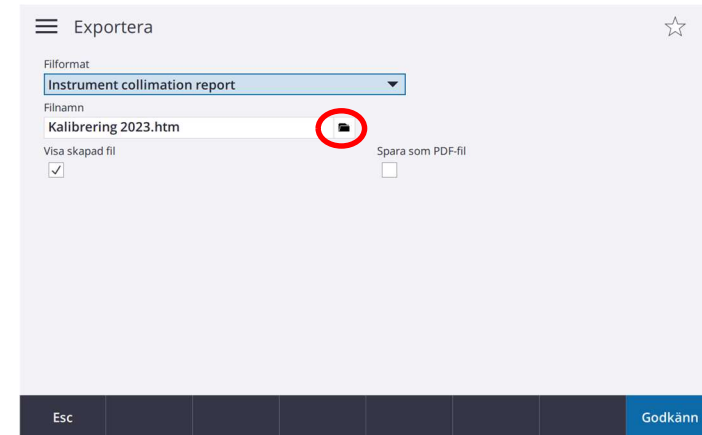 Exportera
Filformat
Instrument collimation report
Filnamn
Kalibrering 2023.htm
Visa skapad fil
Spara som PDF-fil
Esc
Godkänn